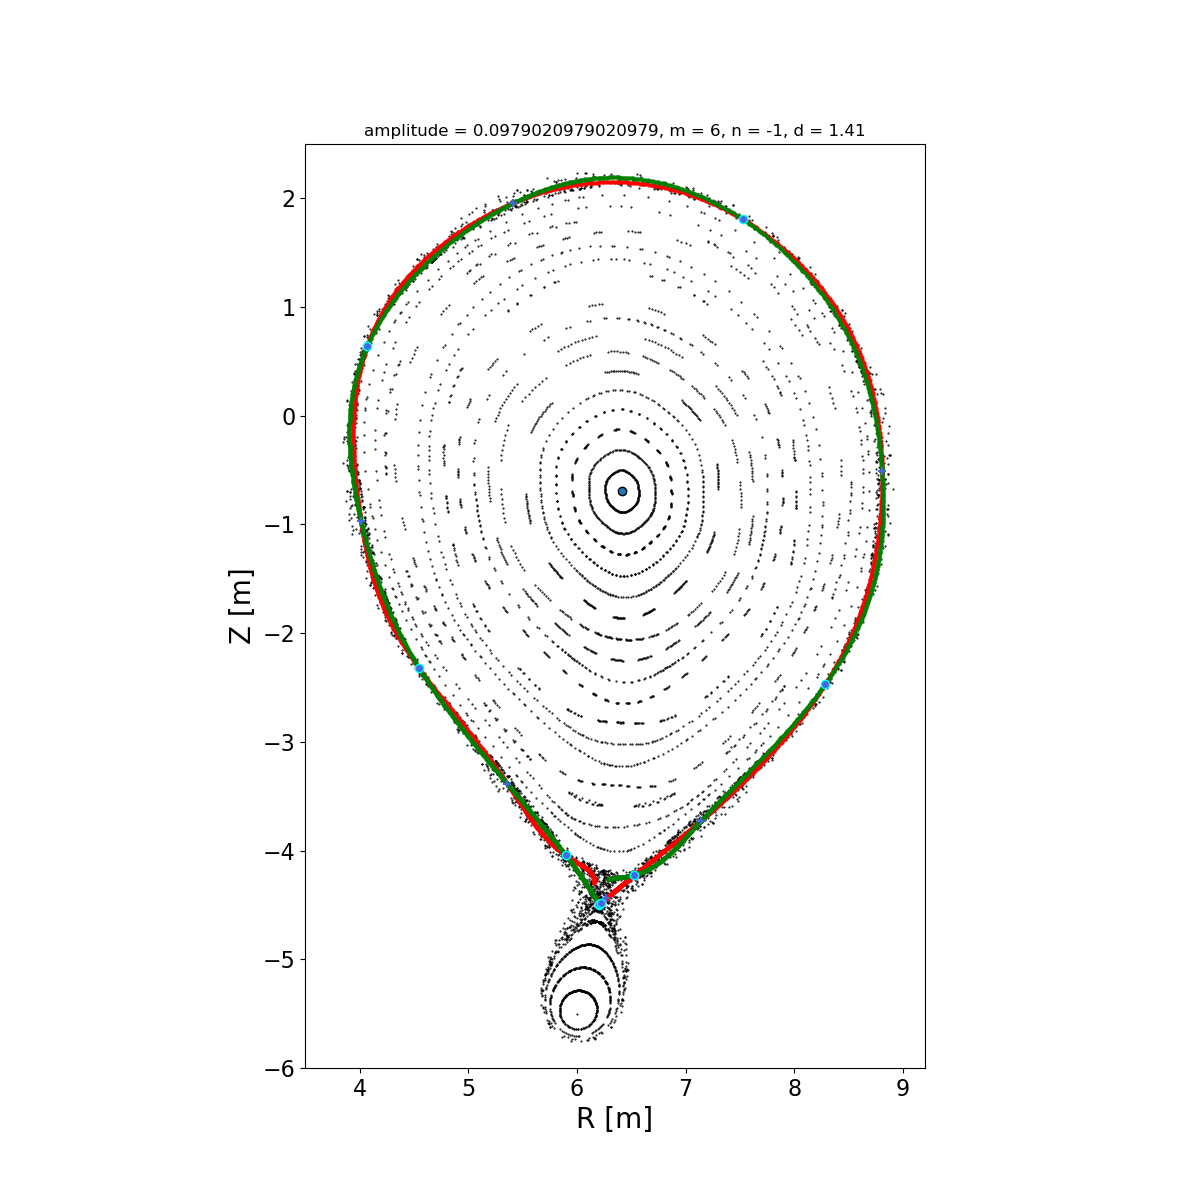 amplitude = 0.0979020979020979, m = 6, n = -1, d = 1.41
2
1
0
−1
−2
−3
−4
−5
−6
Z [m]
4 5 6 7 8 9
R [m]